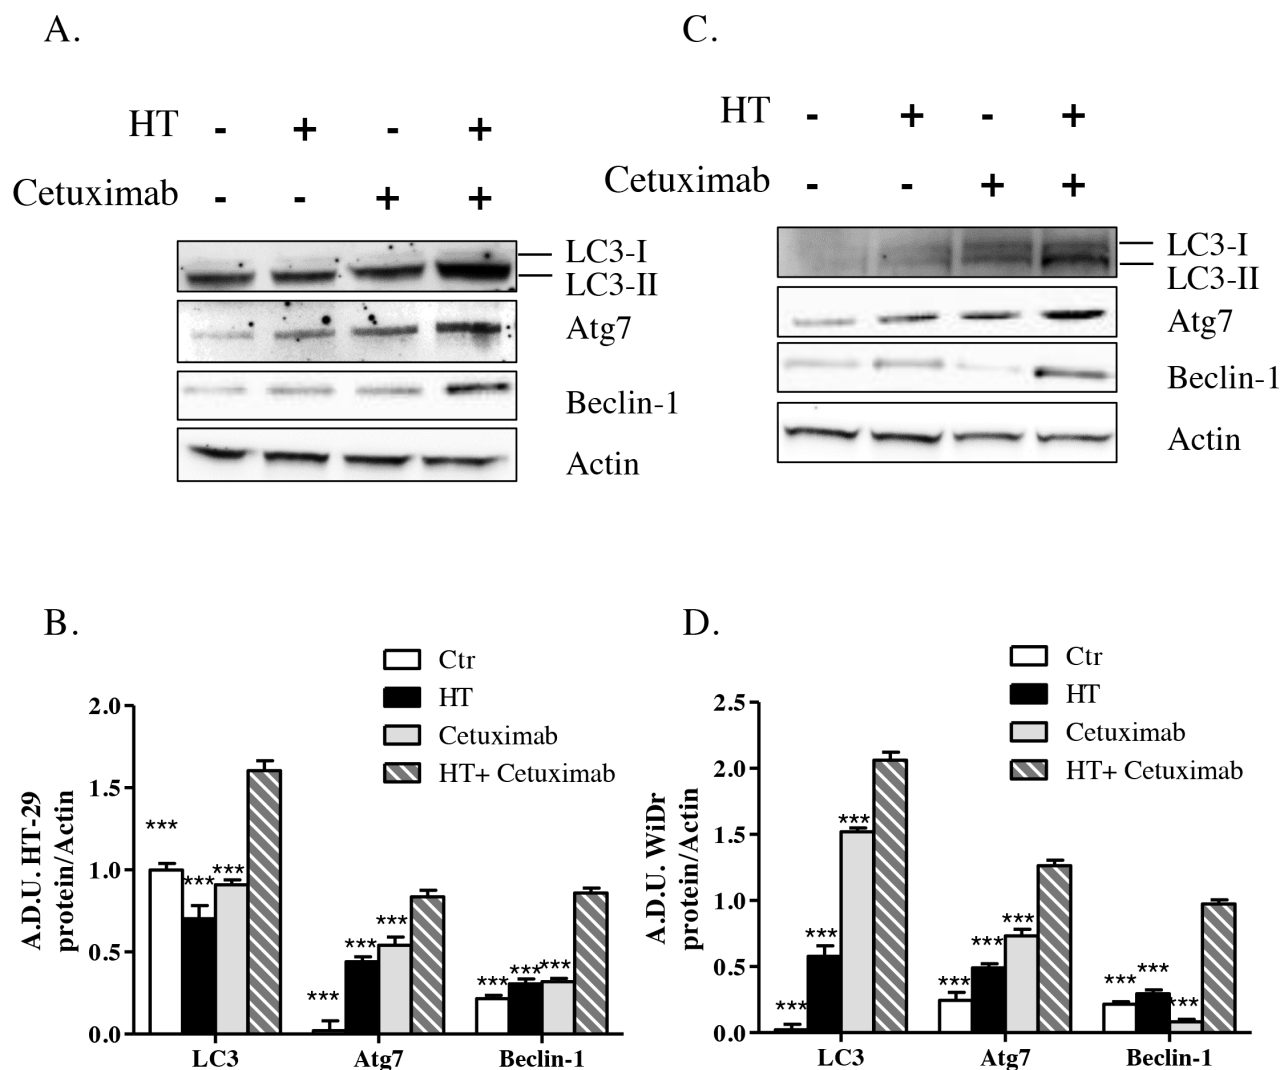 A.
HT - + - +
Cetuximab - - + +
LC3-I
LC3-II
Atg7
Beclin-1
Actin
C.
HT - + - +
Cetuximab - - + +
LC3-I
LC3-II
Atg7
Beclin-1
Actin
B.
Ctr
HT
Cetuximab
HT+ Cetuximab
A.D.U. HT-29
protein/Actin
2.0
1.5
1.0
0.5
0.0
*** *** ***
*** *** ***
*** *** ***
LC3 Atg7 Beclin-1
D.
Ctr
HT
Cetuximab
HT+ Cetuximab
A.D.U. WiDr
protein/Actin
2.5
2.0
1.5
1.0
0.5
0.0
*** *** ***
*** *** ***
*** *** ***
LC3 Atg7 Beclin-1